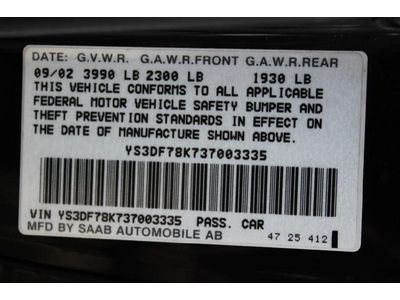 DATE: G.V.W.R. G.A.W.R.FRONT G.A.W.R.REAR
09/02 3990 LB 2300 LB 1930 LB
THIS VEHICLE CONFORMS TO ALL APPLICABLE
FEDERAL MOTOR VEHICLE SAFETY BUMPER AND
THEFT PREVENTION STANDARDS IN EFFECT ON
THE DATE OF MANUFACTURE SHOWN ABOVE.
YS3DF78K737003335
VIN YS3DF78K737003335 PASS. CAR
MFD BY SAAB AUTOMOBILE AB 47 25 412